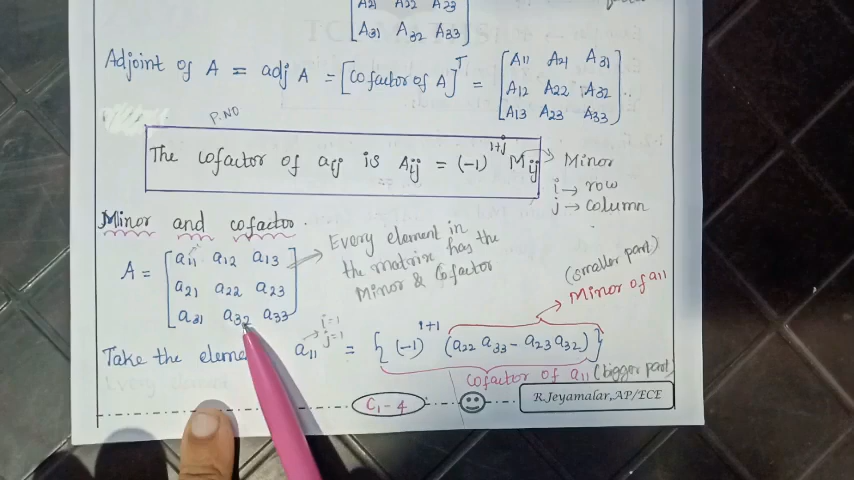 A21 A22 A23
A31 A32 A33
Adjoint of A = adj A = [Cofactor of A]ᵀ = [A11 A21 A31
A12 A22 A32
A13 A23 A33]
P.NO
The cofactor of aij is Aij = (-1)^i+j Mij → Minor
i → row
j → column
Minor and cofactor.
A = [a11 a12 a13
a21 a22 a23
a31 a32 a33]
Every element in
the matrix has the
Minor & Cofactor
(smaller part)
Minor of a11
i=1
j=1
Take the eleme a11 = {(-1)^1+1 (a22 a33 - a23 a32)}
Cofactor of a11 (bigger part)
C1-4
R.Jeyamalar,AP/ECE